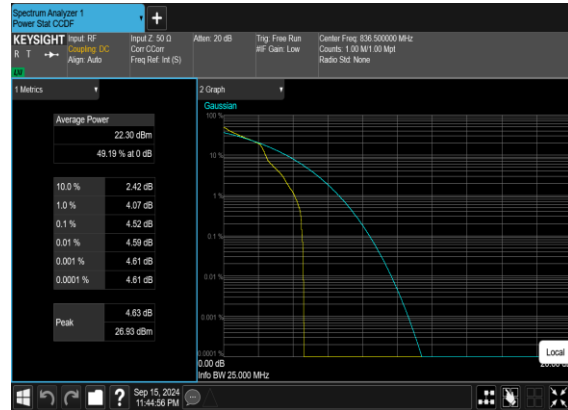 Spectrum Analyzer 1
Power Stat CCDF
KEYSIGHT
R T
LXI
Input: RF
Coupling: DC
Align: Auto
Input Z: 50 Ω
Corr CCorr
Freq Ref: Int (S)
Atten: 20 dB
Trig: Free Run
#IF Gain: Low
Center Freq: 836.500000 MHz
Counts: 1.00 M/1.00 Mpt
Radio Std: None
1 Metrics
Average Power
22.30 dBm
49.19 % at 0 dB
10.0 % 2.42 dB
1.0 % 4.07 dB
0.1 % 4.52 dB
0.01 % 4.59 dB
0.001 % 4.61 dB
0.0001 % 4.61 dB
Peak 4.63 dB
26.93 dBm
2 Graph
Gaussian
100 %
10 %
1 %
0.1 %
0.01 %
0.001 %
0.0001 %
0.00 dB
Info BW 25.000 MHz
Local
?
Sep 15, 2024
11:44:56 PM